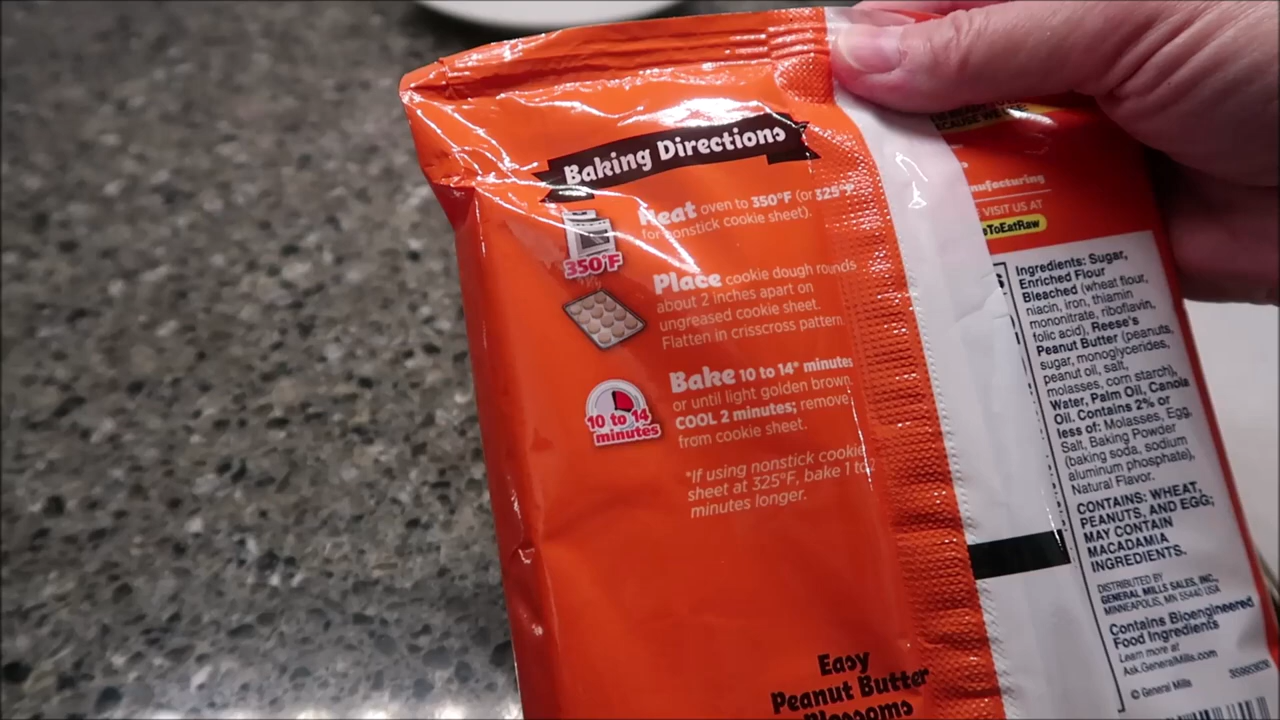 Baking Directions
Heat oven to 350°F (or 325°F
for nonstick cookie sheet).
350°F
Place cookie dough rounds
about 2 inches apart on
ungreased cookie sheet.
Flatten in crisscross pattern.
Bake 10 to 14* minutes
or until light golden brown.
COOL 2 minutes; remove
from cookie sheet.
10 to 14
minutes
*If using nonstick cookie
sheet at 325°F, bake 1 to 2
minutes longer.
Easy
Peanut Butter
Blossoms
ECAUSE WE
nufacturing
VISIT US AT
eToEatRaw
Ingredients: Sugar,
Enriched Flour
Bleached (wheat flour,
niacin, iron, thiamin
mononitrate, riboflavin,
folic acid), Reese's
Peanut Butter (peanuts,
sugar, monoglycerides,
peanut oil, salt,
molasses, corn starch),
Water, Palm Oil, Canola
Oil. Contains 2% or
less of: Molasses, Egg,
Salt, Baking Powder
(baking soda, sodium
aluminum phosphate),
Natural Flavor.
CONTAINS: WHEAT,
PEANUTS, AND EGG;
MAY CONTAIN
MACADAMIA
INGREDIENTS.
DISTRIBUTED BY
GENERAL MILLS SALES, INC.,
MINNEAPOLIS, MN 55440 USA
Contains Bioengineered
Food Ingredients
Learn more at
Ask.GeneralMills.com
© General Mills